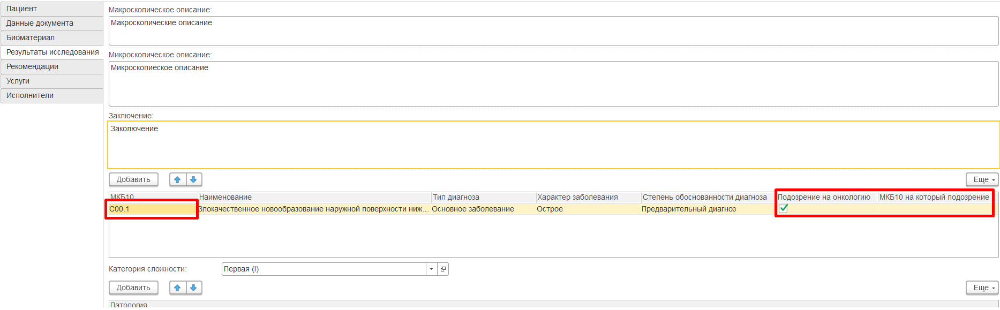 Пациент
Данные документа
Биоматериал
Результаты исследования
Рекомендации
Услуги
Исполнители
Макроскопическое описание:
Макроскопические описание
Микроскопическое описание:
Микроскопиеское описание
Заключение:
Заколючение
Добавить
Еще
МКБ10 Наименование Тип диагноза Характер заболевания Степень обоснованности диагноза Подозрение на онкологию МКБ10 на который подозрение
C00.1 Злокачественное новообразование наружной поверхности ниж... Основное заболевание Острое Предварительный диагноз
Категория сложности: Первая (I)
Добавить
Еще
Патология